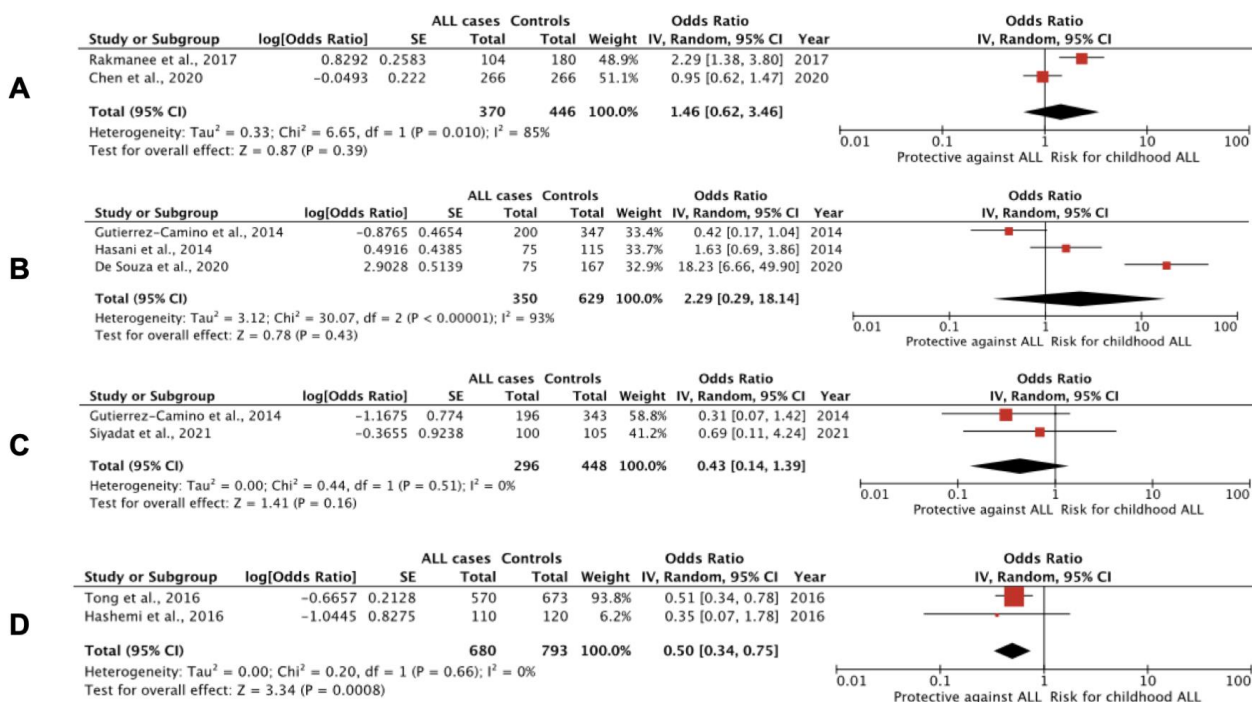 A
ALL cases Controls Odds Ratio Odds Ratio
Study or Subgroup log[Odds Ratio] SE Total Total Weight IV, Random, 95% CI Year IV, Random, 95% CI
Rakmanee et al., 2017 0.8292 0.2583 104 180 48.9% 2.29 [1.38, 3.80] 2017
Chen et al., 2020 -0.0493 0.222 266 266 51.1% 0.95 [0.62, 1.47] 2020
Total (95% CI) 370 446 100.0% 1.46 [0.62, 3.46]
Heterogeneity: Tau² = 0.33; Chi² = 6.65, df = 1 (P = 0.010); I² = 85%
Test for overall effect: Z = 0.87 (P = 0.39)
0.01 0.1 1 10 100
Protective against ALL Risk for childhood ALL
B
ALL cases Controls Odds Ratio Odds Ratio
Study or Subgroup log[Odds Ratio] SE Total Total Weight IV, Random, 95% CI Year IV, Random, 95% CI
Gutierrez-Camino et al., 2014 -0.8765 0.4654 200 347 33.4% 0.42 [0.17, 1.04] 2014
Hasani et al., 2014 0.4916 0.4385 75 115 33.7% 1.63 [0.69, 3.86] 2014
De Souza et al., 2020 2.9028 0.5139 75 167 32.9% 18.23 [6.66, 49.90] 2020
Total (95% CI) 350 629 100.0% 2.29 [0.29, 18.14]
Heterogeneity: Tau² = 3.12; Chi² = 30.07, df = 2 (P < 0.00001); I² = 93%
Test for overall effect: Z = 0.78 (P = 0.43)
0.01 0.1 1 10 100
Protective against ALL Risk for childhood ALL
C
ALL cases Controls Odds Ratio Odds Ratio
Study or Subgroup log[Odds Ratio] SE Total Total Weight IV, Random, 95% CI Year IV, Random, 95% CI
Gutierrez-Camino et al., 2014 -1.1675 0.774 196 343 58.8% 0.31 [0.07, 1.42] 2014
Siyadat et al., 2021 -0.3655 0.9238 100 105 41.2% 0.69 [0.11, 4.24] 2021
Total (95% CI) 296 448 100.0% 0.43 [0.14, 1.39]
Heterogeneity: Tau² = 0.00; Chi² = 0.44, df = 1 (P = 0.51); I² = 0%
Test for overall effect: Z = 1.41 (P = 0.16)
0.01 0.1 1 10 100
Protective against ALL Risk for childhood ALL
D
ALL cases Controls Odds Ratio Odds Ratio
Study or Subgroup log[Odds Ratio] SE Total Total Weight IV, Random, 95% CI Year IV, Random, 95% CI
Tong et al., 2016 -0.6657 0.2128 570 673 93.8% 0.51 [0.34, 0.78] 2016
Hashemi et al., 2016 -1.0445 0.8275 110 120 6.2% 0.35 [0.07, 1.78] 2016
Total (95% CI) 680 793 100.0% 0.50 [0.34, 0.75]
Heterogeneity: Tau² = 0.00; Chi² = 0.20, df = 1 (P = 0.66); I² = 0%
Test for overall effect: Z = 3.34 (P = 0.0008)
0.01 0.1 1 10 100
Protective against ALL Risk for childhood ALL